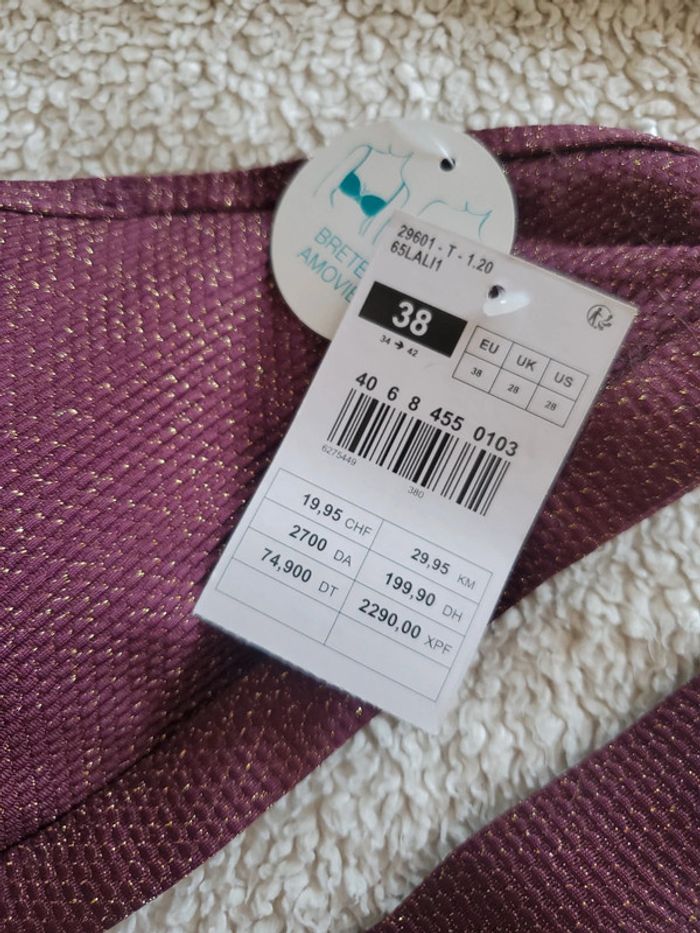 29601 - T - 1.20
65LALI1
38
34 → 42
EU UK US
38 28 28
40 6 8 455 0103
6275449
380
19,95 CHF 29,95 KM
2700 DA 199,90 DH
74,900 DT 2290,00 XPF
BRETE
AMOVIE